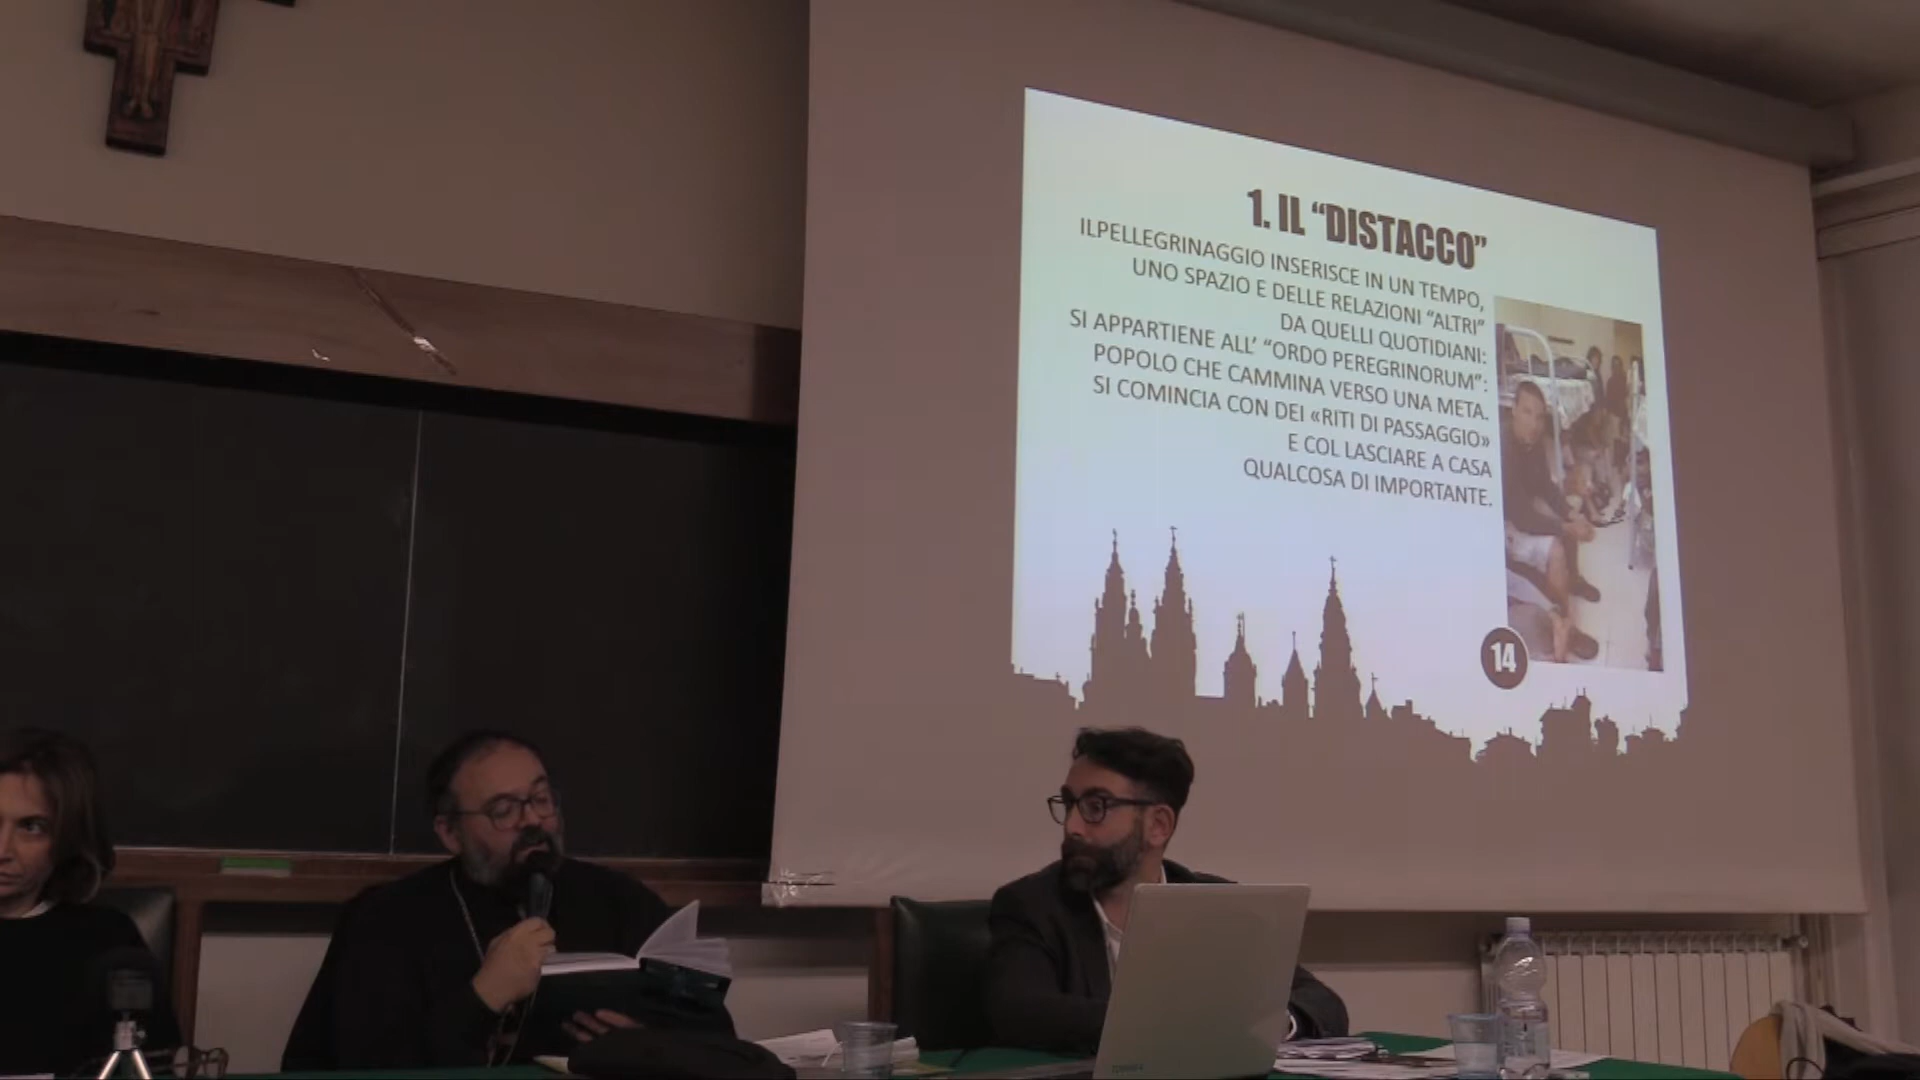 1. IL “DISTACCO”
ILPELLEGRINAGGIO INSERISCE IN UN TEMPO,
UNO SPAZIO E DELLE RELAZIONI “ALTRI”
DA QUELLI QUOTIDIANI:
SI APPARTIENE ALL’ “ORDO PEREGRINORUM”:
POPOLO CHE CAMMINA VERSO UNA META.
SI COMINCIA CON DEI «RITI DI PASSAGGIO»
E COL LASCIARE A CASA
QUALCOSA DI IMPORTANTE.
14